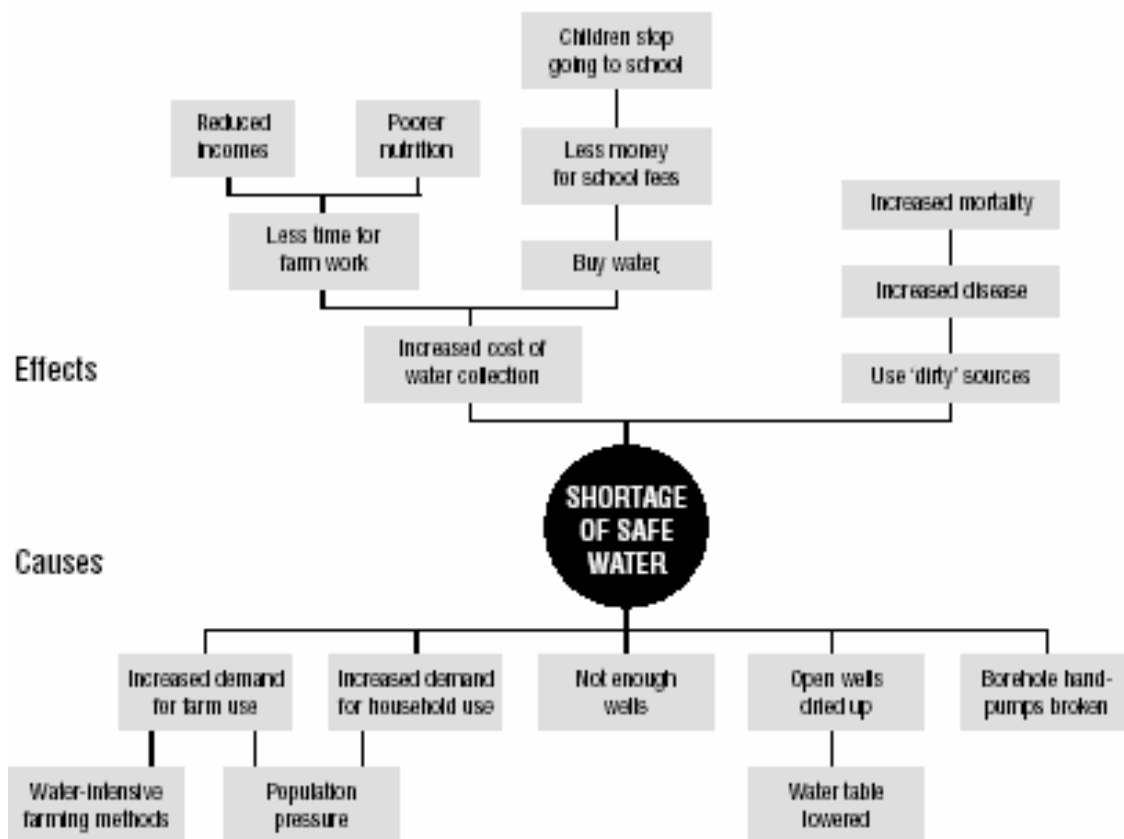 Children stop
going to school
Reduced
incomes
Poorer
nutrition
Less money
for school fees
Increased mortality
Less time for
farm work
Buy water,
Increased disease
Effects
Increased cost of
water collection
Use ‘dirty’ sources
SHORTAGE
OF SAFE
WATER
Causes
Increased demand
for farm use
Increased demand
for household use
Not enough
wells
Open wells
dried up
Borehole hand-
pumps broken
Water-intensive
farming methods
Population
pressure
Water table
lowered